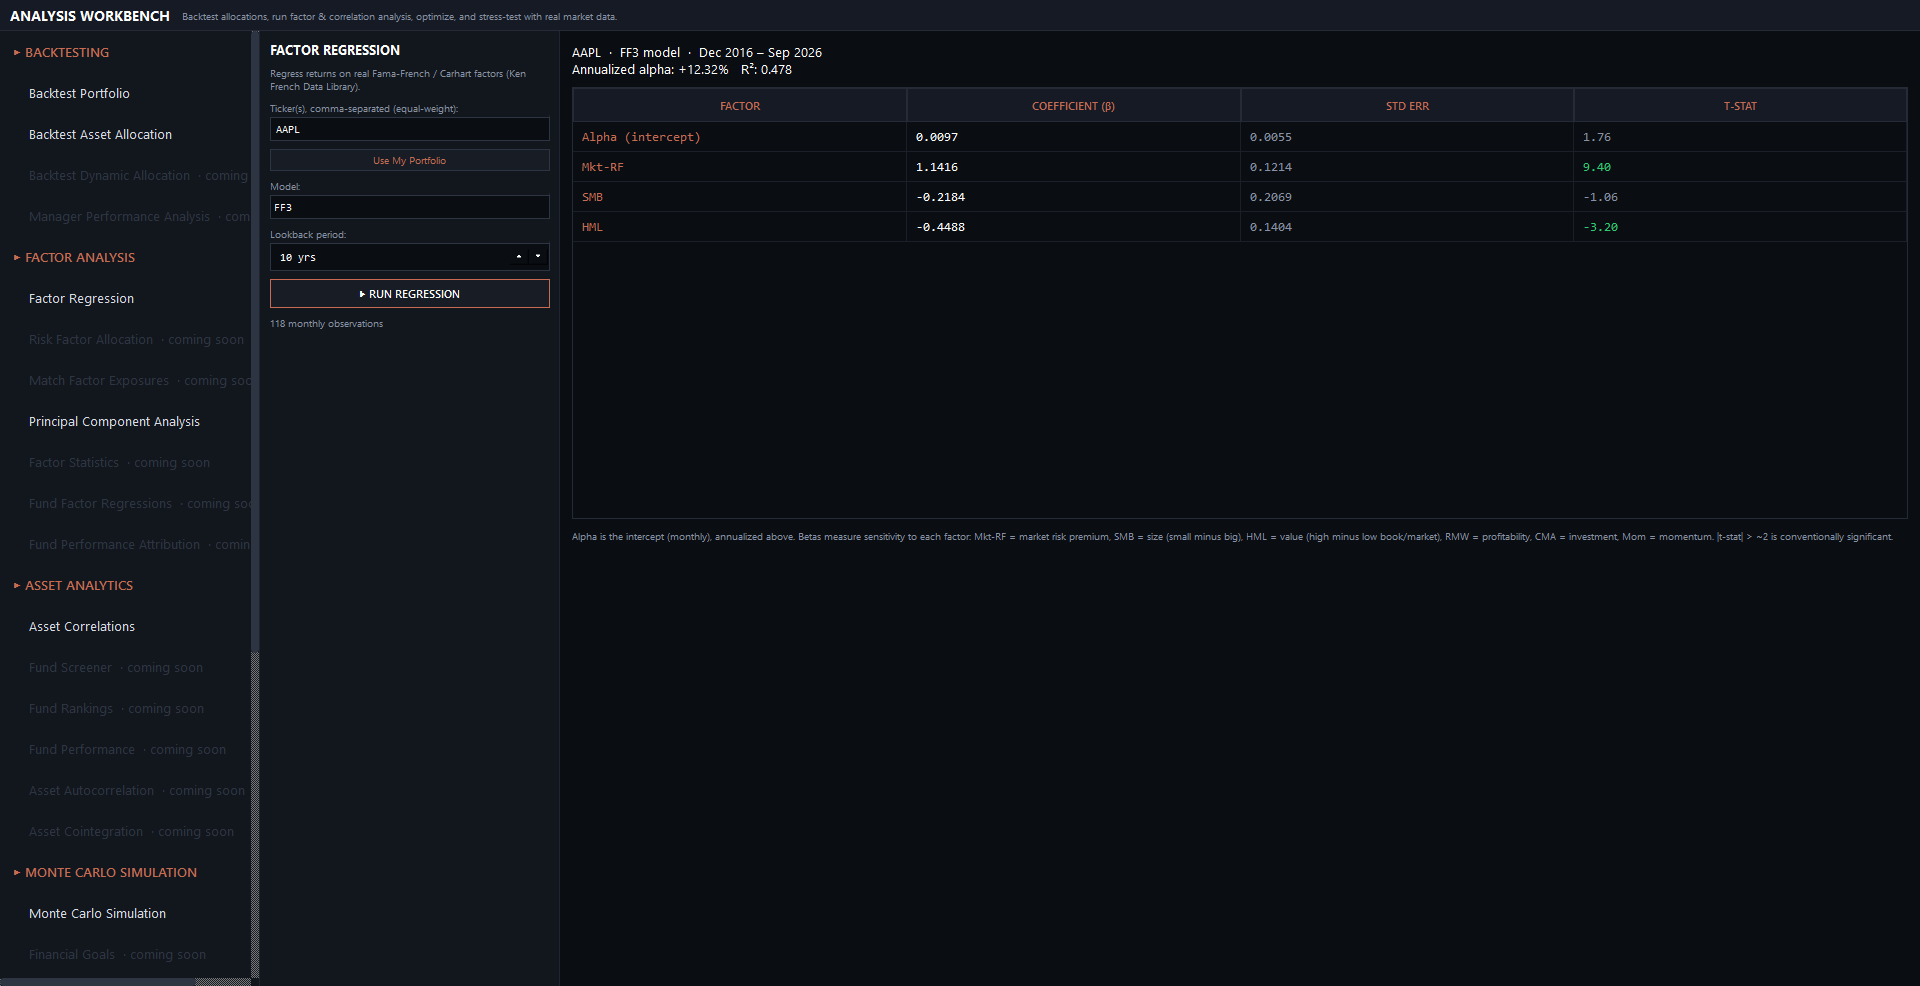 ANALYSIS WORKBENCH Backtest allocations, run factor & correlation analysis, optimize, and stress-test with real market data.
▸ BACKTESTING
Backtest Portfolio
Backtest Asset Allocation
Backtest Dynamic Allocation · coming
Manager Performance Analysis · com
▸ FACTOR ANALYSIS
Factor Regression
Risk Factor Allocation · coming soon
Match Factor Exposures · coming soo
Principal Component Analysis
Factor Statistics · coming soon
Fund Factor Regressions · coming soo
Fund Performance Attribution · comin
▸ ASSET ANALYTICS
Asset Correlations
Fund Screener · coming soon
Fund Rankings · coming soon
Fund Performance · coming soon
Asset Autocorrelation · coming soon
Asset Cointegration · coming soon
▸ MONTE CARLO SIMULATION
Monte Carlo Simulation
Financial Goals · coming soon
FACTOR REGRESSION
Regress returns on real Fama-French / Carhart factors (Ken
French Data Library).
Ticker(s), comma-separated (equal-weight):
AAPL
Use My Portfolio
Model:
FF3
Lookback period:
10 yrs
▸ RUN REGRESSION
118 monthly observations
AAPL · FF3 model · Dec 2016 – Sep 2026
Annualized alpha: +12.32% R²: 0.478
FACTOR COEFFICIENT (β) STD ERR T-STAT
Alpha (intercept) 0.0097 0.0055 1.76
Mkt-RF 1.1416 0.1214 9.40
SMB -0.2184 0.2069 -1.06
HML -0.4488 0.1404 -3.20
Alpha is the intercept (monthly), annualized above. Betas measure sensitivity to each factor: Mkt-RF = market risk premium, SMB = size (small minus big), HML = value (high minus low book/market), RMW = profitability, CMA = investment, Mom = momentum. |t-stat| > ~2 is conventionally significant.